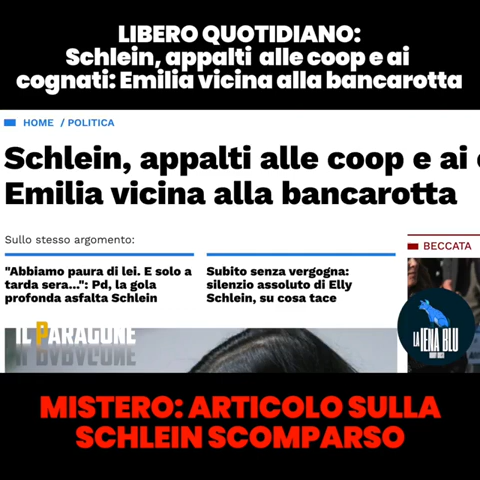 LIBERO QUOTIDIANO:
Schlein, appalti alle coop e ai
cognati: Emilia vicina alla bancarotta
HOME / POLITICA
Schlein, appalti alle coop e ai
Emilia vicina alla bancarotta
Sullo stesso argomento:
"Abbiamo paura di lei. E solo a
tarda sera...": Pd, la gola
profonda asfalta Schlein
Subito senza vergogna:
silenzio assoluto di Elly
Schlein, su cosa tace
BECCATA
IL PARAGONE
LA IENA BLU
MISTERO: ARTICOLO SULLA
SCHLEIN SCOMPARSO